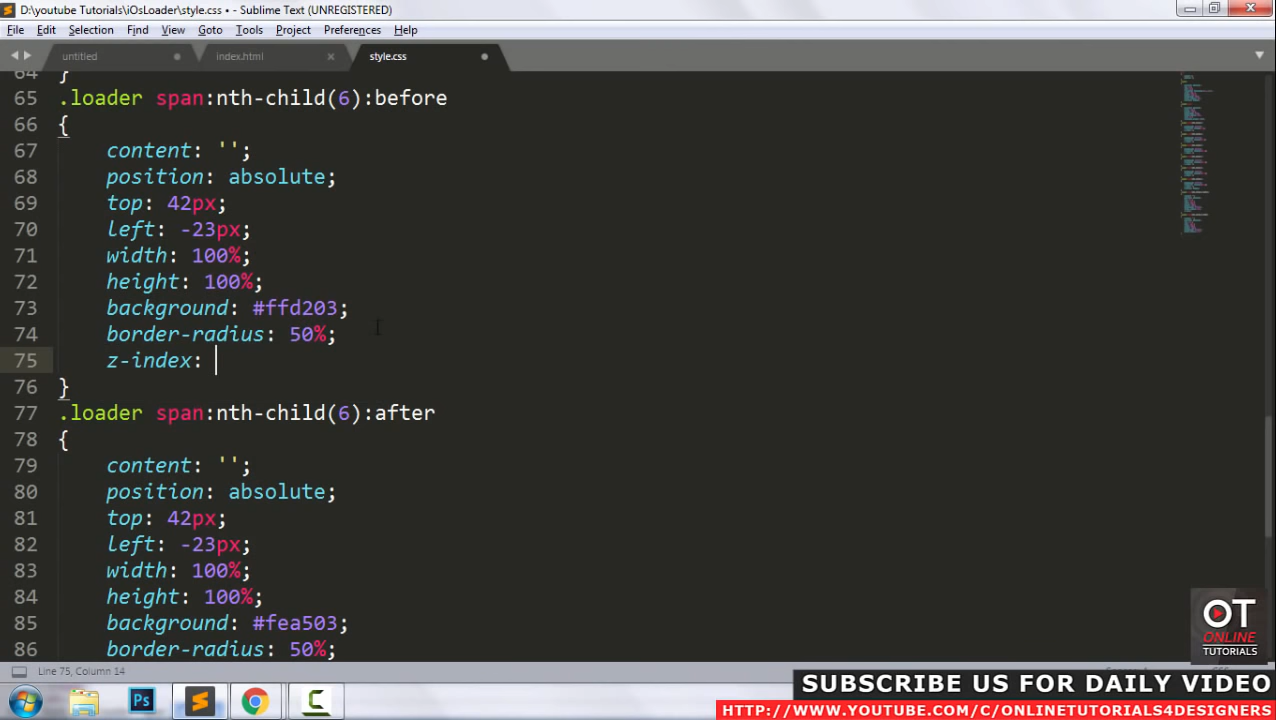 D:\youtube Tutorials\iOsLoader\style.css • - Sublime Text (UNREGISTERED)
File Edit Selection Find View Goto Tools Project Preferences Help
untitled index.html style.css
64 }
65 .loader span:nth-child(6):before
66 {
67 content: '';
68 position: absolute;
69 top: 42px;
70 left: -23px;
71 width: 100%;
72 height: 100%;
73 background: #ffd203;
74 border-radius: 50%;
75 z-index:
76 }
77 .loader span:nth-child(6):after
78 {
79 content: '';
80 position: absolute;
81 top: 42px;
82 left: -23px;
83 width: 100%;
84 height: 100%;
85 background: #fea503;
86 border-radius: 50%;
OT
ONLINE
TUTORIALS
Line 75, Column 14
Ps
SUBSCRIBE US FOR DAILY VIDEO
HTTP://WWW.YOUTUBE.COM/C/ONLINETUTORIALS4DESIGNERS